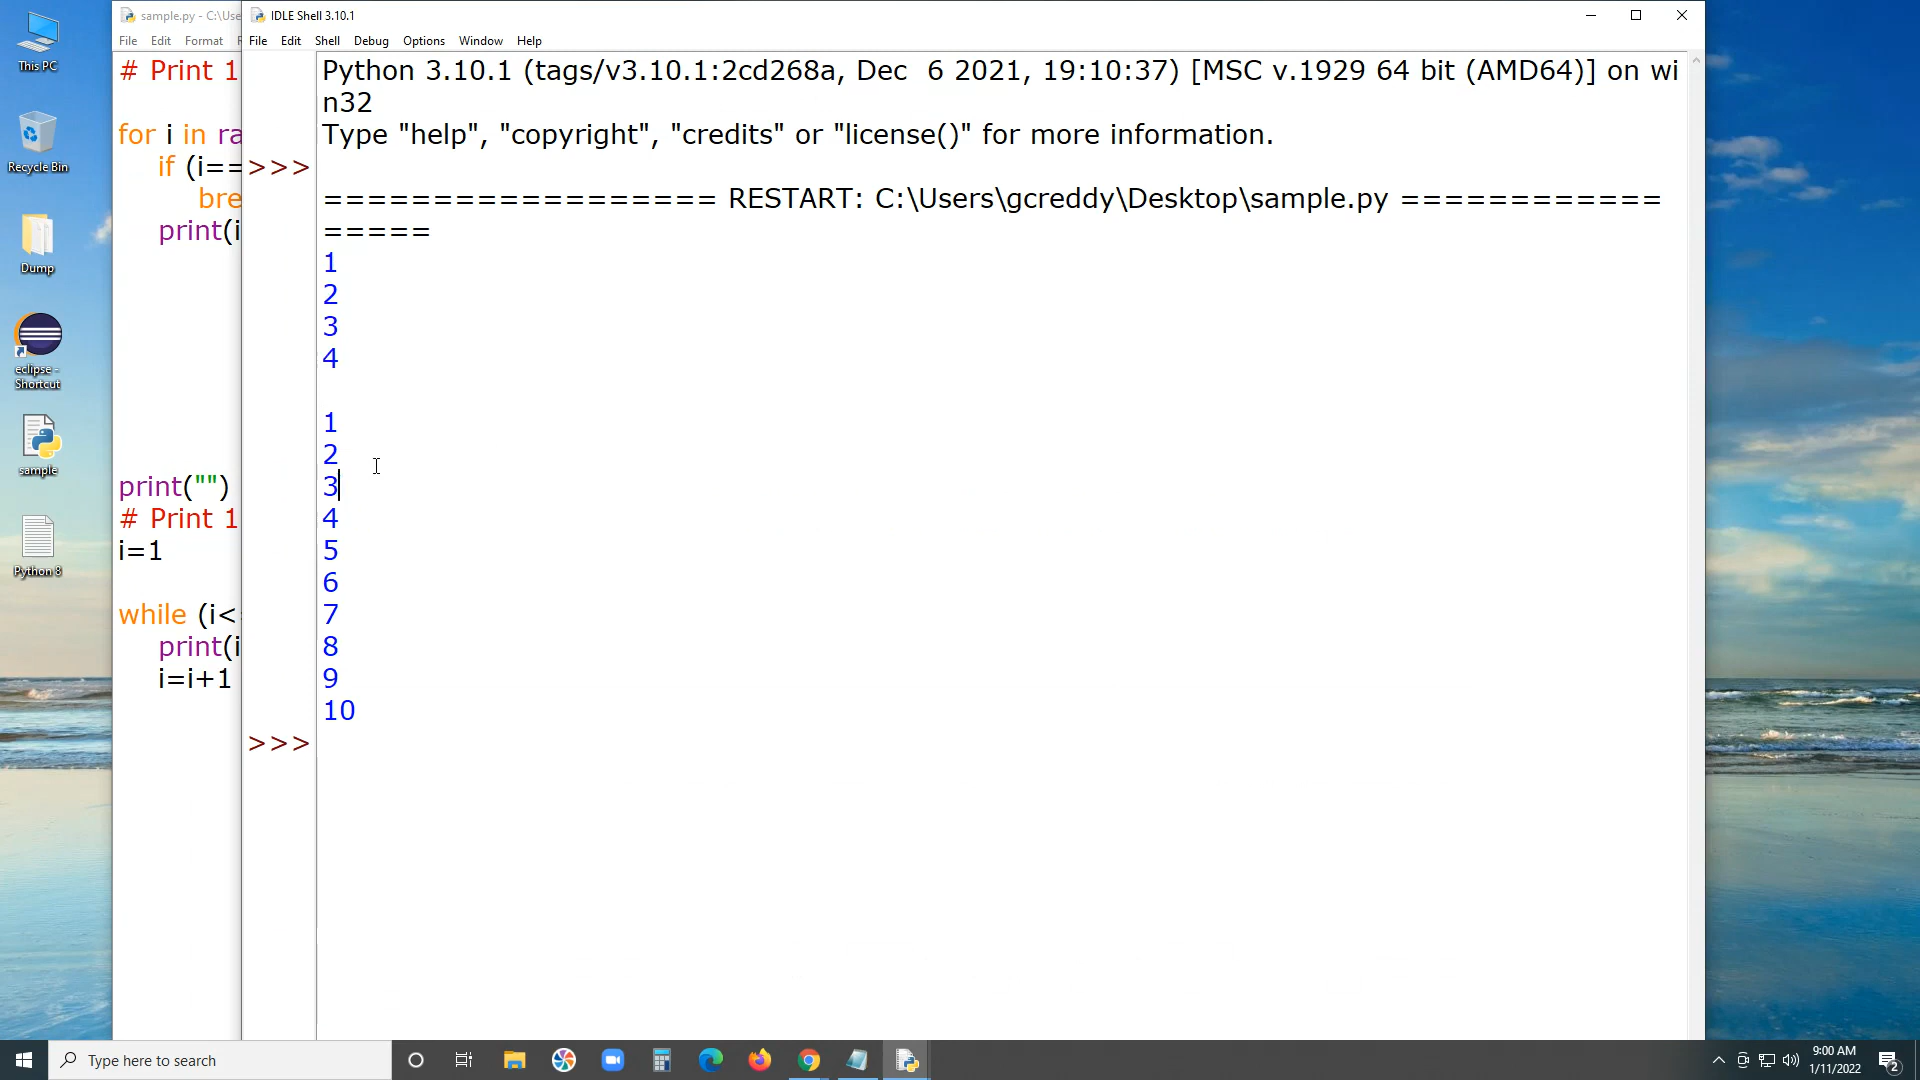 This PC
Recycle Bin
Dump
eclipse -
Shortcut
sample
Python 8
sample.py - C:\Use
File Edit Format
# Print 1
for i in ra
if (i==
bre
print(i
print("")
# Print 1
i=1
while (i<
print(i
i=i+1
IDLE Shell 3.10.1
File Edit Shell Debug Options Window Help
Python 3.10.1 (tags/v3.10.1:2cd268a, Dec  6 2021, 19:10:37) [MSC v.1929 64 bit (AMD64)] on wi
n32
Type "help", "copyright", "credits" or "license()" for more information.
>>>
================== RESTART: C:\Users\gcreddy\Desktop\sample.py ============
=====
1
2
3
4
1
2
3
4
5
6
7
8
9
10
>>>
Type here to search
9:00 AM
1/11/2022
2